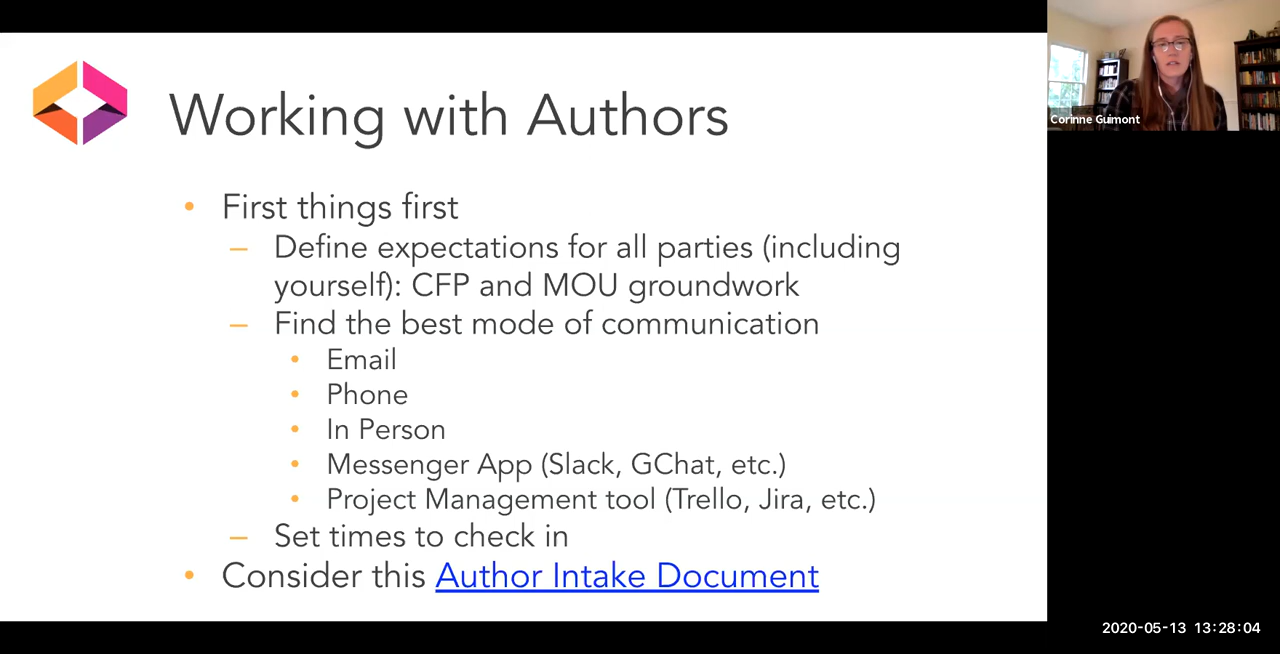 Working with Authors
• First things first
– Define expectations for all parties (including
yourself): CFP and MOU groundwork
– Find the best mode of communication
• Email
• Phone
• In Person
• Messenger App (Slack, GChat, etc.)
• Project Management tool (Trello, Jira, etc.)
– Set times to check in
• Consider this Author Intake Document
Corinne Guimont
2020-05-13 13:28:04